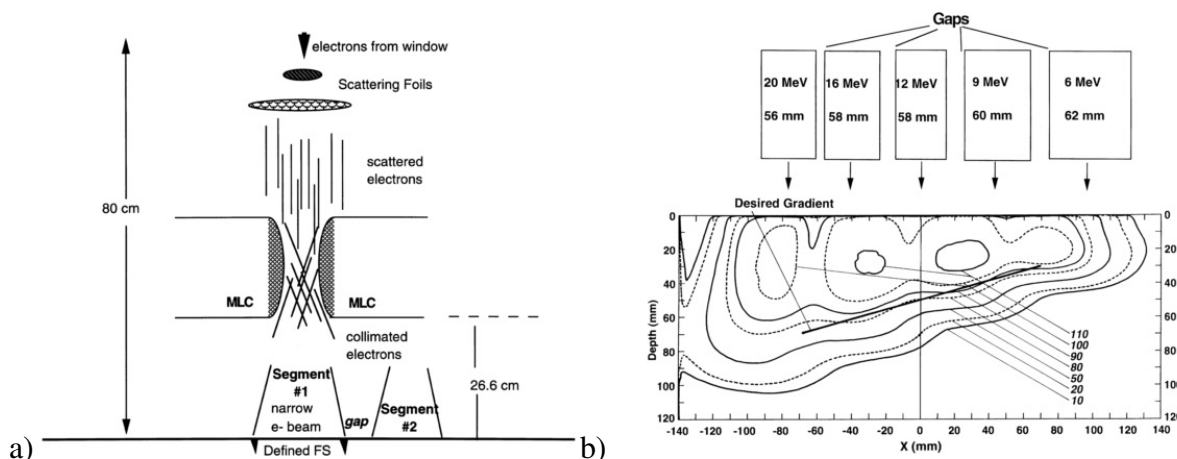 electrons from window
Scattering Foils
scattered
electrons
80 cm
MLC
MLC
collimated
electrons
Segment
#1
narrow
e- beam
gap
Segment
#2
26.6 cm
Defined FS
a)
Gaps
20 MeV
56 mm
16 MeV
58 mm
12 MeV
58 mm
9 MeV
60 mm
6 MeV
62 mm
Desired Gradient
0
20
40
60
80
100
120
Depth (mm)
0
20
40
60
80
100
120
110
100
90
80
50
20
10
-140 -120 -100 -80 -60 -40 -20 0 20 40 60 80 100 120 140
X (mm)
b)